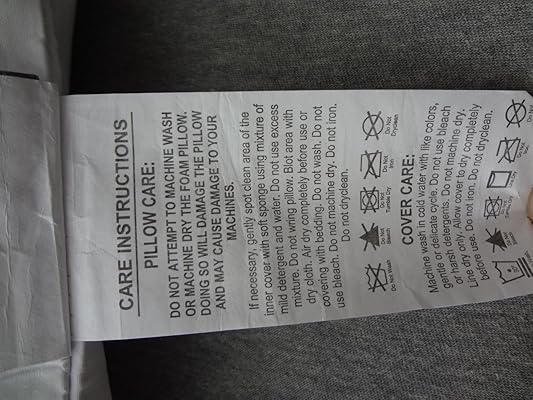 CARE INSTRUCTIONS
PILLOW CARE:
DO NOT ATTEMPT TO MACHINE WASH
OR MACHINE DRY THE FOAM PILLOW.
DOING SO WILL DAMAGE THE PILLOW
AND MAY CAUSE DAMAGE TO YOUR
MACHINES.
If necessary, gently spot clean area of the
inner cover with soft sponge using mixture of
mild detergent and water. Do not use excess
mixture. Do not wring pillow. Blot area with
dry cloth. Air dry completely before use or
covering with bedding. Do not wash. Do not
use bleach. Do not machine dry. Do not iron.
Do not dryclean.
Do Not Wash
Do Not Bleach
Do Not Tumble Dry
Do Not Iron
Do Not Dryclean
COVER CARE:
Machine wash in cold water with like colors,
gentle or delicate cycle. Do not use bleach
or harsh detergents. Do not machine dry.
Line dry only. Allow cover to dry completely
before use. Do not iron. Do not dryclean.